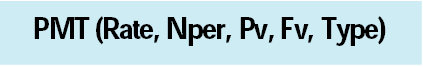 PMT (Rate, Nper, Pv, Fv, Type)